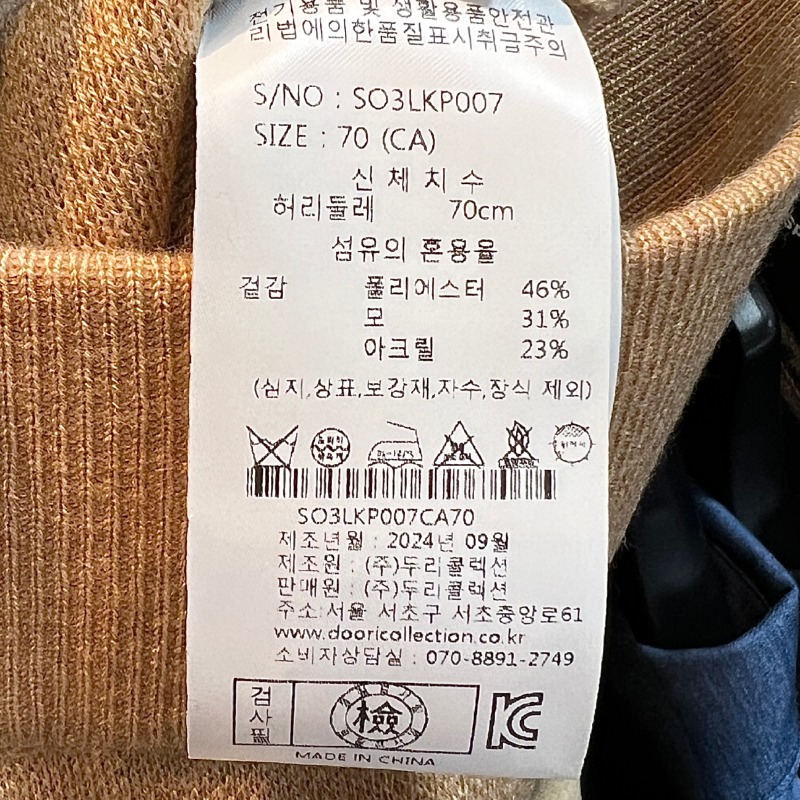 전기용품 및 생활용품안전관
리법에의한품질표시취급주의
S/NO : SO3LKP007
SIZE : 70 (CA)
신 체 치 수
허리둘레 70cm
섬유의 혼용율
겉감 폴리에스터 46%
모 31%
아크릴 23%
(심지,상표,보강재,자수,장식 제외)
SO3LKP007CA70
제조년월 : 2024년 09월
제조원 : (주)두리콜렉션
판매원 : (주)두리콜렉션
주소:서울 서초구 서초중앙로61
www.dooricollection.co.kr
소비자상담실 : 070-8891-2749
검사필
檢
KC
MADE IN CHINA